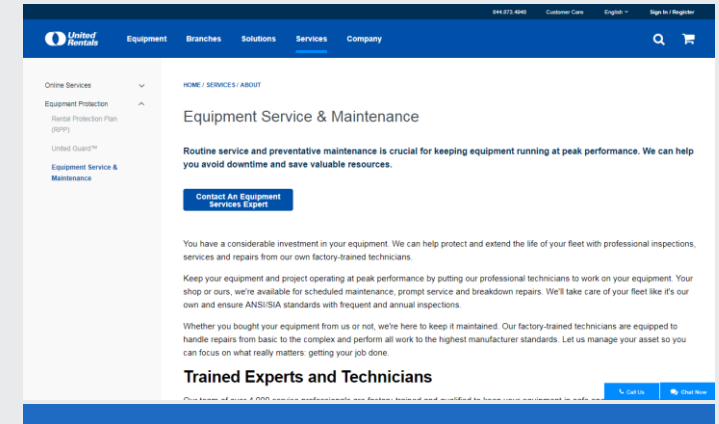 844.873.4948 Customer Care English Sign In / Register
United Rentals Equipment Branches Solutions Services Company
Online Services
Equipment Protection
Rental Protection Plan
(RPP)
United Guard™
Equipment Service &
Maintenance
HOME / SERVICES / ABOUT
Equipment Service & Maintenance
Routine service and preventative maintenance is crucial for keeping equipment running at peak performance. We can help
you avoid downtime and save valuable resources.
Contact An Equipment
Services Expert
You have a considerable investment in your equipment. We can help protect and extend the life of your fleet with professional inspections,
services and repairs from our own factory-trained technicians.
Keep your equipment and project operating at peak performance by putting our professional technicians to work on your equipment. Your
shop or ours, we're available for scheduled maintenance, prompt service and breakdown repairs. We'll take care of your fleet like it's our
own and ensure ANSI/SIA standards with frequent and annual inspections.
Whether you bought your equipment from us or not, we're here to keep it maintained. Our factory-trained technicians are equipped to
handle repairs from basic to the complex and perform all work to the highest manufacturer standards. Let us manage your asset so you
can focus on what really matters: getting your job done.
Trained Experts and Technicians
Call Us Chat Now